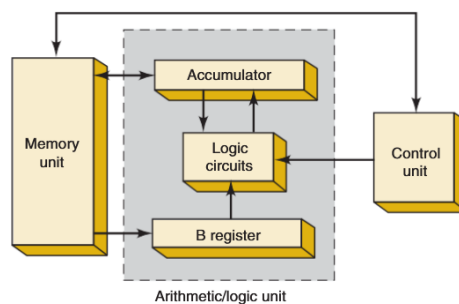 Accumulator
Memory
unit
Logic
circuits
Control
unit
B register
Arithmetic/logic unit